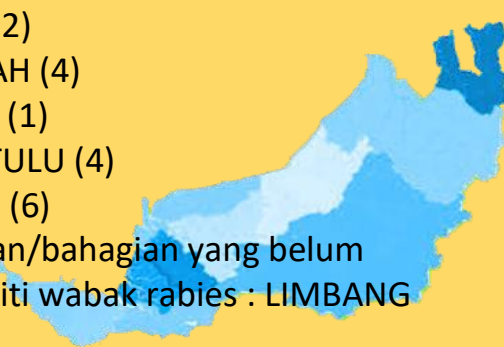 2)
AH (4)
(1)
TULU (4)
(6)
an/bahagian yang belum
iti wabak rabies : LIMBANG